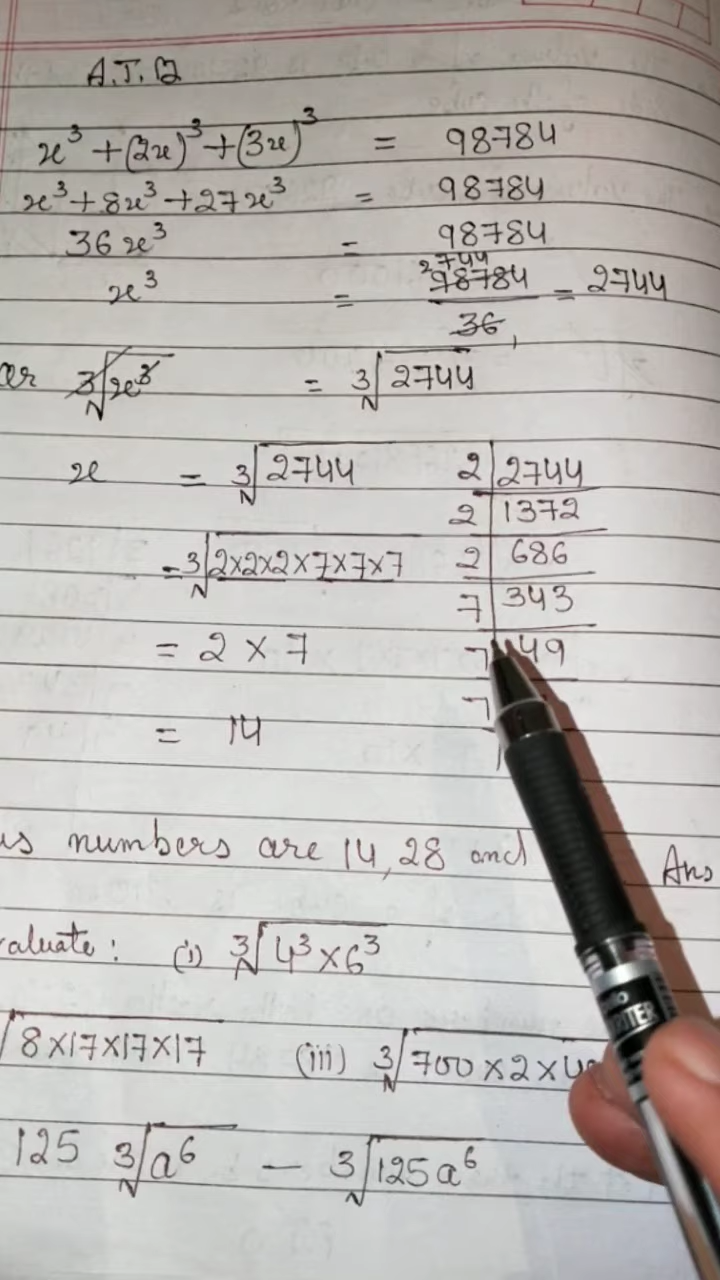 A.T.Q
x³ + (2x)³ + (3x)³ = 98784
x³ + 8x³ + 27x³ = 98784
36x³ = 98784
x³ = 98784/36 = 2744
2744
∛x³ = ∛2744
x = ∛2744
2 | 2744
2 | 1372
= ∛2×2×2×7×7×7
2 | 686
7 | 343
= 2 × 7
7 | 49
7
= 14
numbers are 14, 28 and
Ans
(i) ∛4³×6³
√8×17×17×17 (iii) ∛700×2×4
125 ∛a⁶ − ∛125a⁶